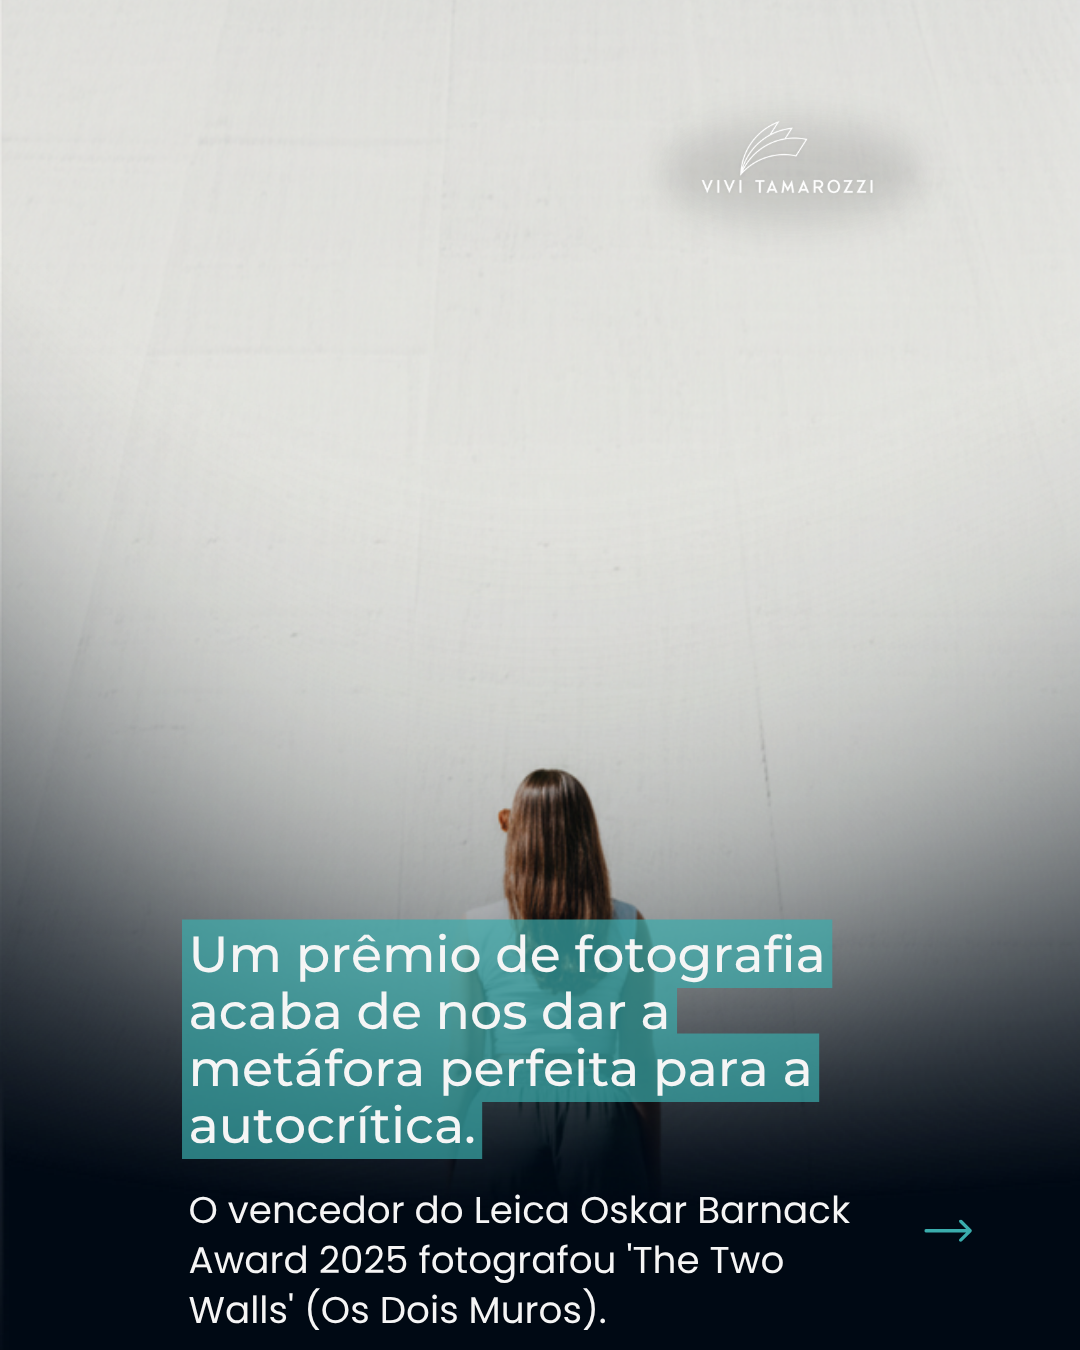 VIVI TAMAROZZI
Um prêmio de fotografia
acaba de nos dar a
metáfora perfeita para a
autocrítica.
O vencedor do Leica Oskar Barnack
Award 2025 fotografou 'The Two
Walls' (Os Dois Muros).